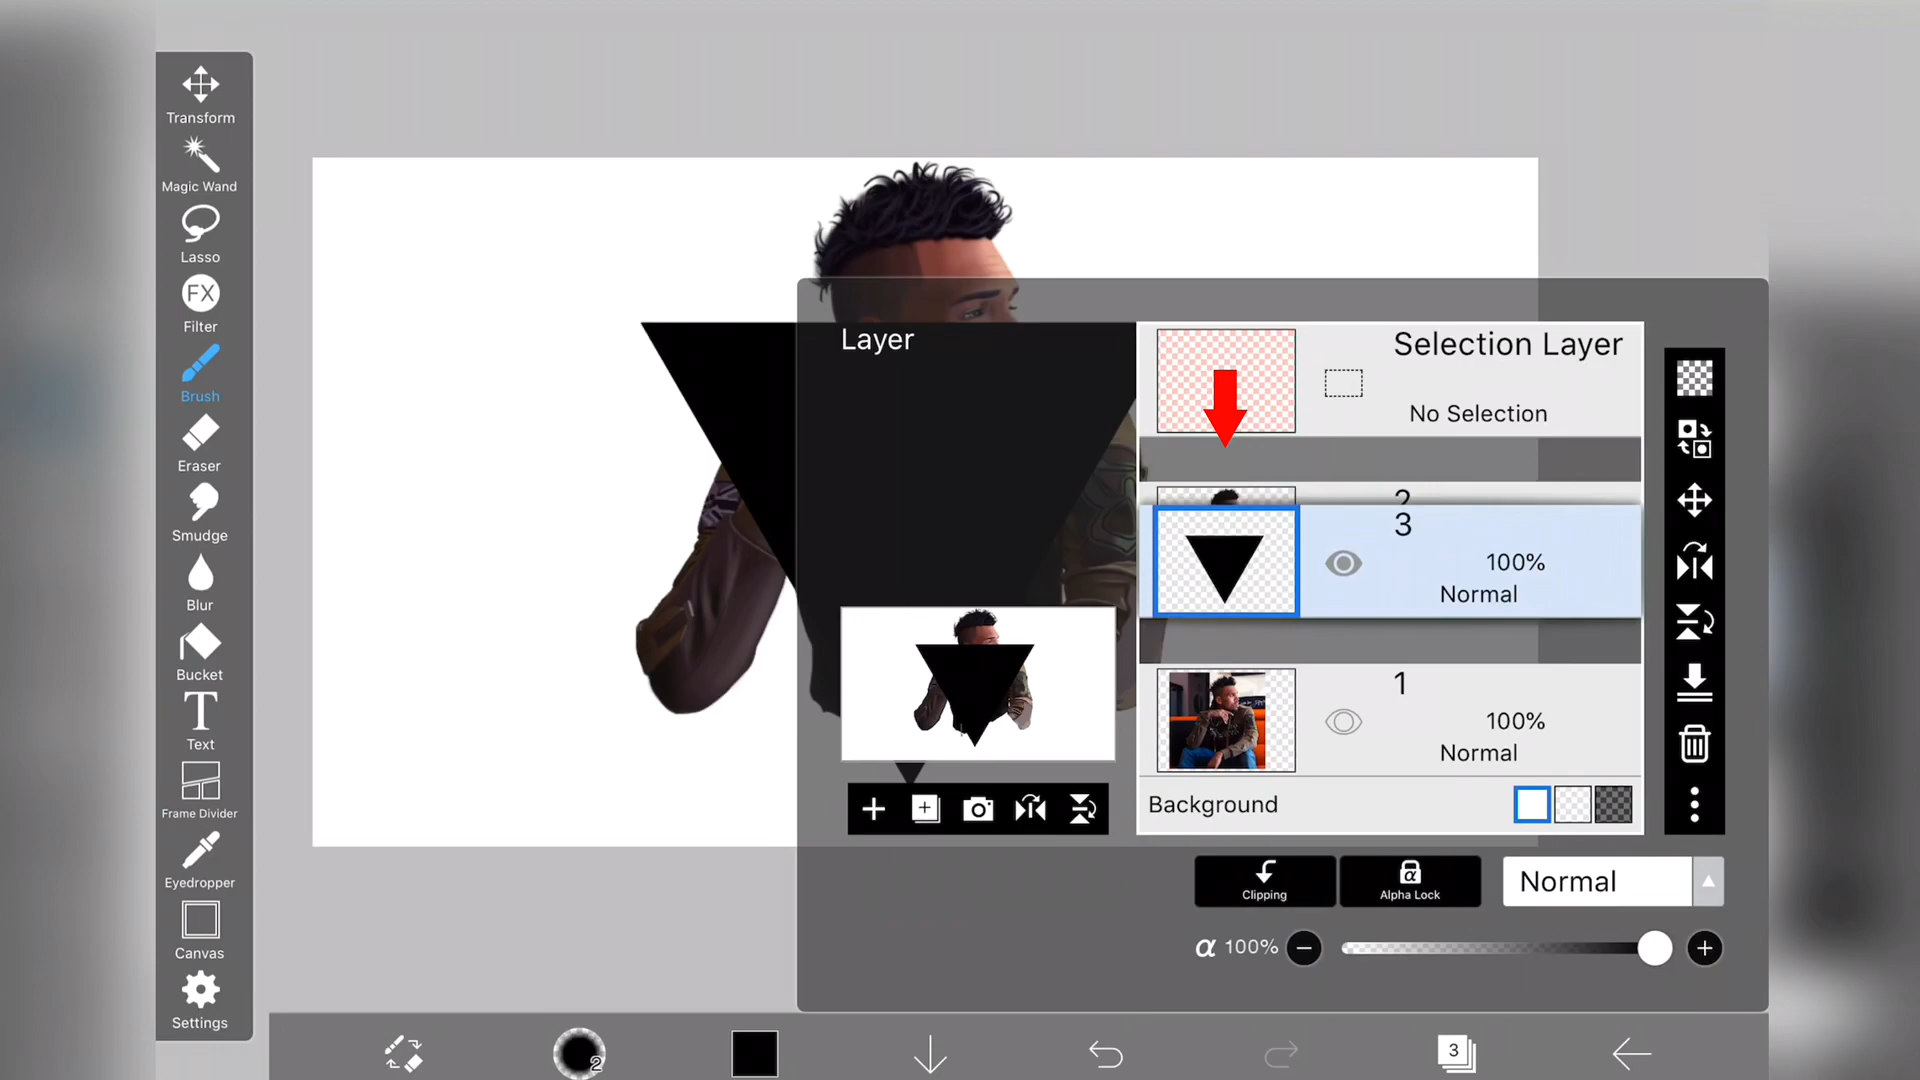 Transform
Magic Wand
Lasso
FX
Filter
Brush
Eraser
Smudge
Blur
Bucket
T
Text
Frame Divider
Eyedropper
Canvas
Settings
Layer
Selection Layer
No Selection
2
3
100%
Normal
1
100%
Normal
Background
Clipping
α
Alpha Lock
Normal
α 100%
2
3